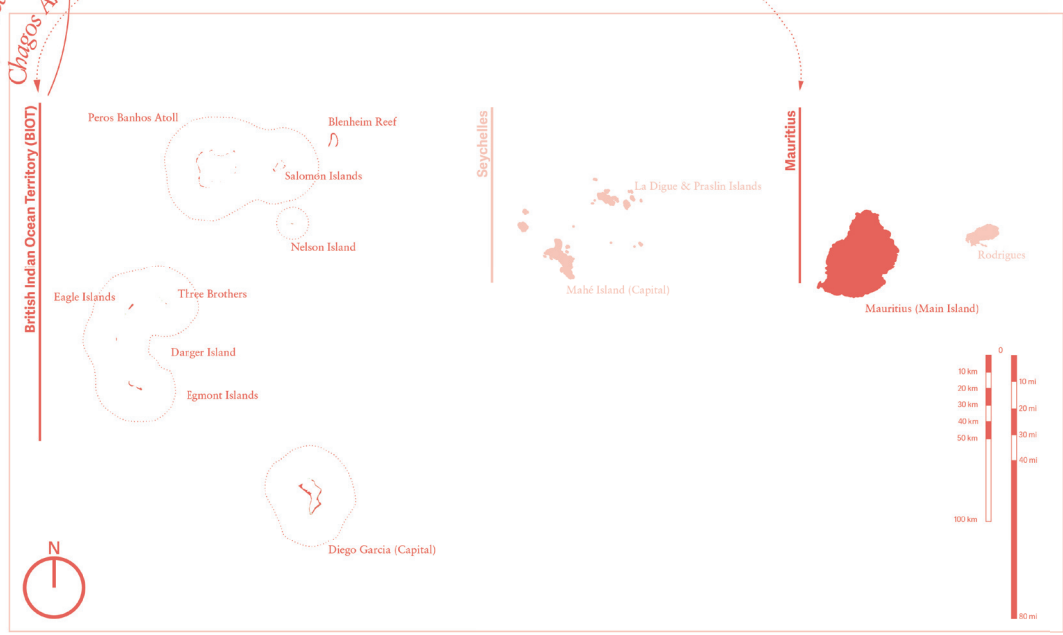 Chagos A
British Indian Ocean Territory (BIOT)
Peros Banhos Atoll
Blenheim Reef
Salomon Islands
Nelson Island
Eagle Islands
Three Brothers
Darger Island
Egmont Islands
Diego Garcia (Capital)
N
Seychelles
La Digue & Praslin Islands
Mahé Island (Capital)
Mauritius
Rodrigues
Mauritius (Main Island)
0
10 km
20 km
30 km
40 km
50 km
100 km
10 mi
20 mi
30 mi
40 mi
80 mi